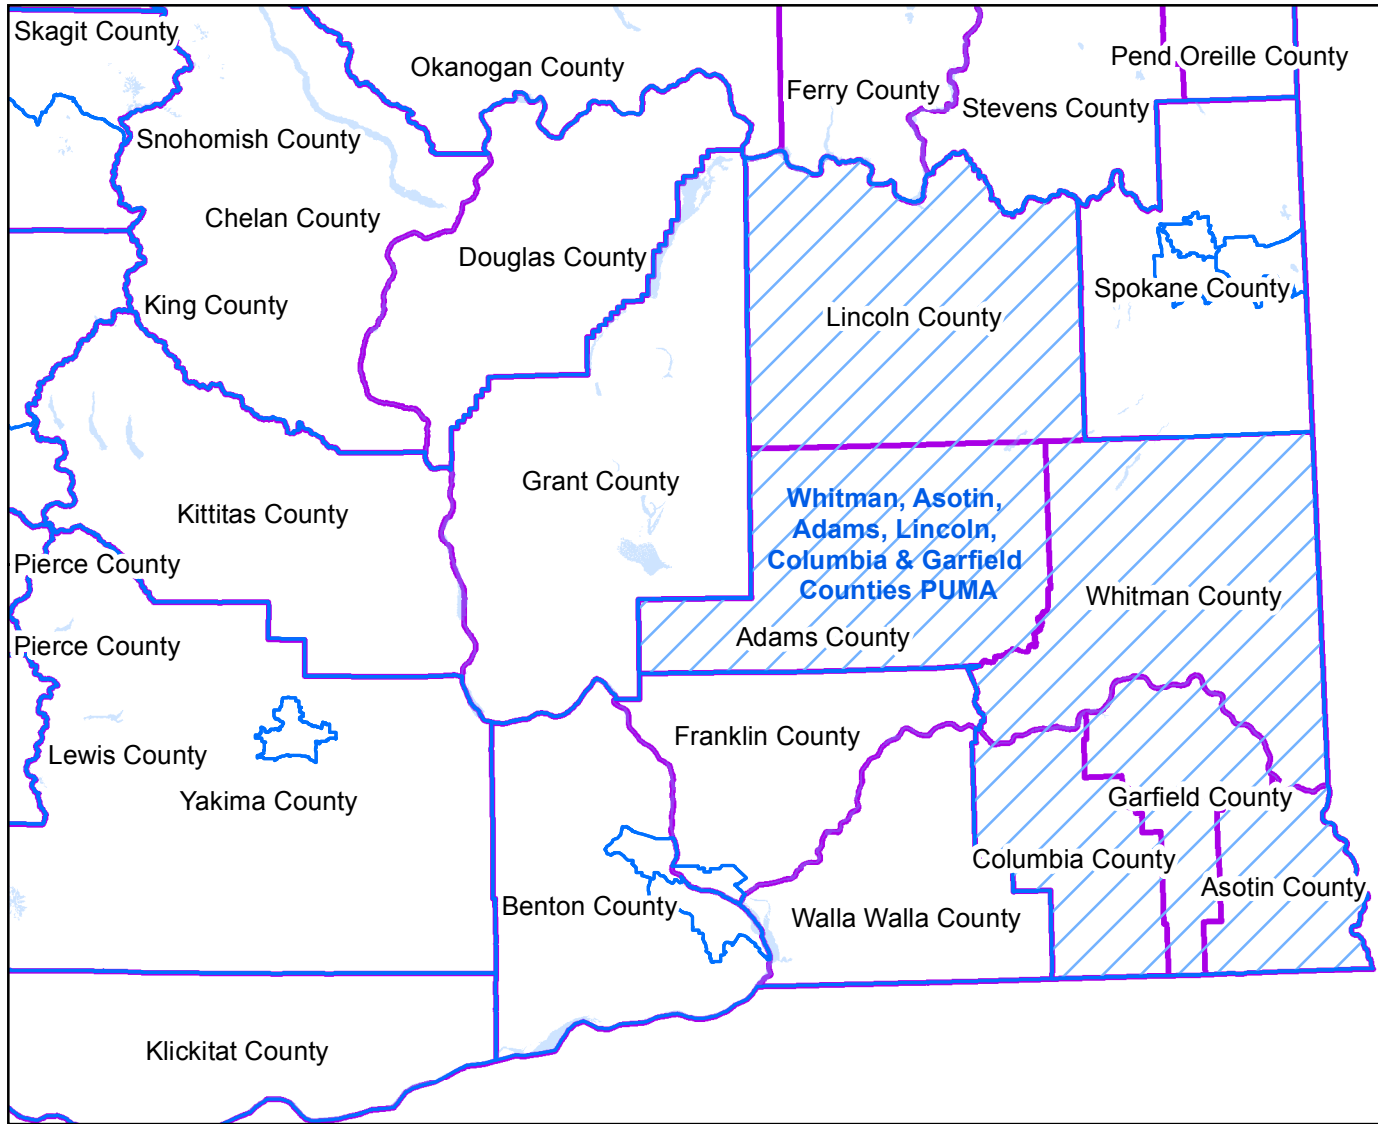 Skagit County
Okanogan County
Pend Oreille County
Ferry County
Stevens County
Snohomish County
Chelan County
Douglas County
Spokane County
King County
Lincoln County
Grant County
Whitman, Asotin,
Adams, Lincoln,
Columbia & Garfield
Counties PUMA
Kittitas County
Pierce County
Whitman County
Adams County
Pierce County
Franklin County
Lewis County
Yakima County
Garfield County
Columbia County
Asotin County
Benton County
Walla Walla County
Klickitat County